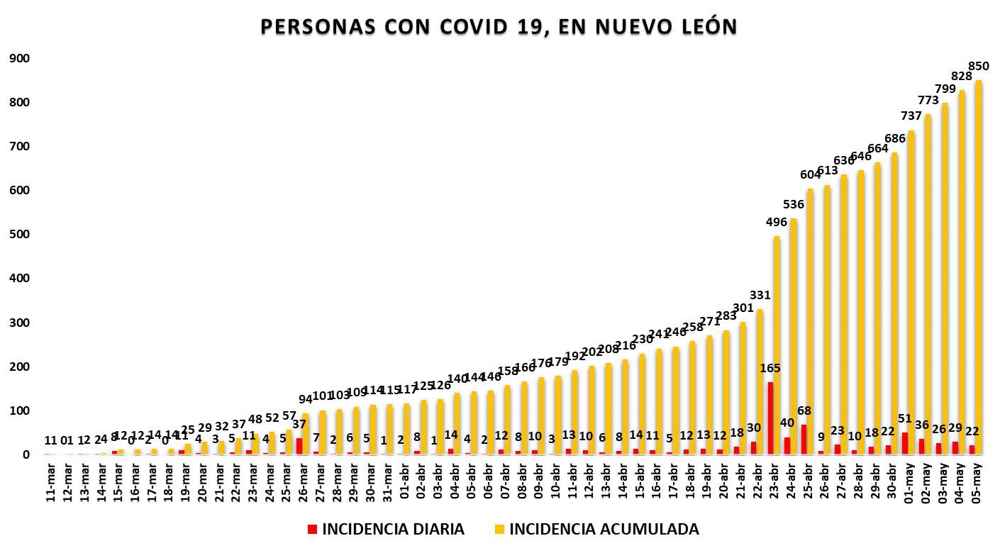 PERSONAS CON COVID 19, EN NUEVO LEÓN
900
800
700
600
500
400
300
200
100
0
1 1 0 1 1 2 2 4 8 12 0 12 2 14 0 14 11 25 4 29 3 32 5 37 11 48 4 52 5 57 37 94 7 101 2 103 6 109 5 114 1 115 2 117 8 125 1 126 14 140 4 144 2 146 12 158 8 166 10 176 3 179 13 192 10 202 6 208 8 216 14 230 11 241 5 246 12 258 13 271 12 283 18 301 30 331 165 496 40 536 68 604 9 613 23 636 10 646 18 664 22 686 51 737 36 773 26 799 29 828 22 850
11-mar 12-mar 13-mar 14-mar 15-mar 16-mar 17-mar 18-mar 19-mar 20-mar 21-mar 22-mar 23-mar 24-mar 25-mar 26-mar 27-mar 28-mar 29-mar 30-mar 31-mar 01-abr 02-abr 03-abr 04-abr 05-abr 06-abr 07-abr 08-abr 09-abr 10-abr 11-abr 12-abr 13-abr 14-abr 15-abr 16-abr 17-abr 18-abr 19-abr 20-abr 21-abr 22-abr 23-abr 24-abr 25-abr 26-abr 27-abr 28-abr 29-abr 30-abr 01-may 02-may 03-may 04-may 05-may
INCIDENCIA DIARIA INCIDENCIA ACUMULADA